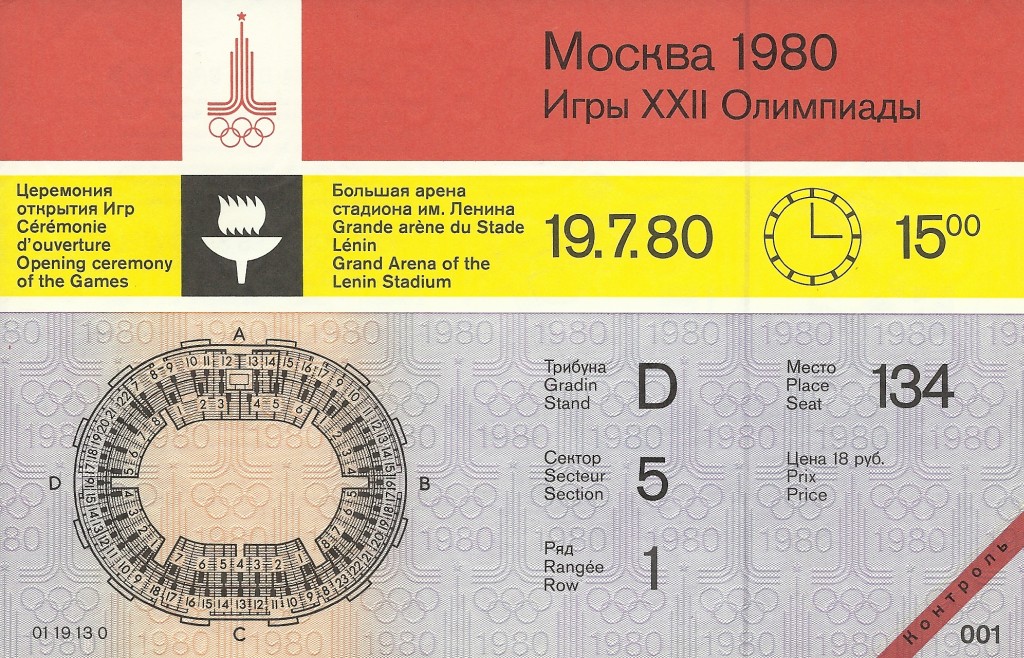 Москва 1980
Игры XXII Олимпиады
Церемония
открытия Игр
Cérémonie
d'ouverture
Opening ceremony
of the Games
Большая арена
стадиона им. Ленина
Grande arène du Stade
Lénin
Grand Arena of the
Lenin Stadium
19.7.80
15⁰⁰
A
B
C
D
Трибуна
Gradin
Stand
D
Место
Place
Seat
134
Сектор
Secteur
Section
5
Цена 18 руб.
Prix
Price
Ряд
Rangée
Row
1
01 19 13 0
Контроль
001